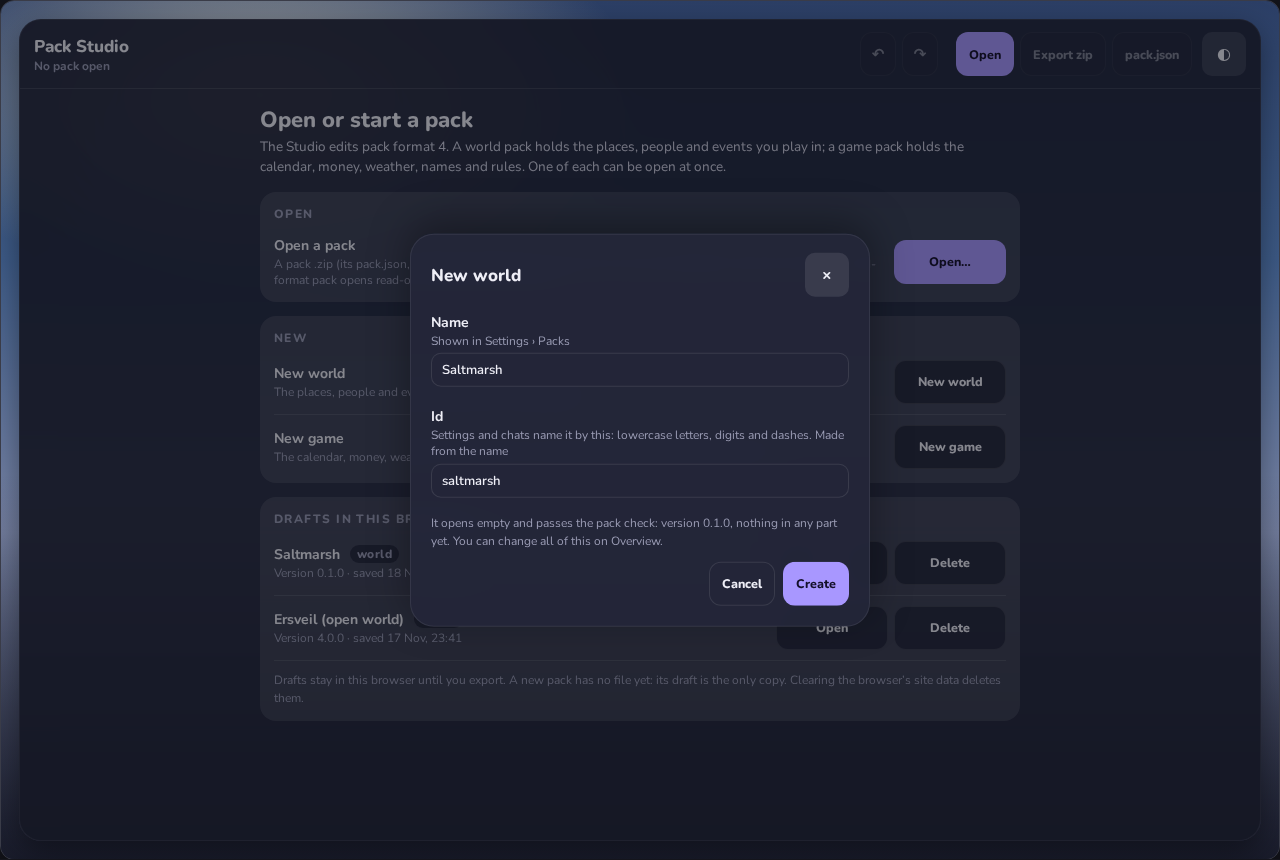 Pack Studio
No pack open
↶ ↷ Open Export zip pack.json
Open or start a pack
The Studio edits pack format 4. A world pack holds the places, people and events you play in; a game pack holds the
calendar, money, weather, names and rules. One of each can be open at once.
OPEN
Open a pack
A pack .zip (its pack.json,
format pack opens read-o
Open…
NEW
New world
The places, people and ev
New world
New game
The calendar, money, wea
New game
DRAFTS IN THIS BR
Saltmarsh world
Version 0.1.0 · saved 18 N
Delete
Ersveil (open world)
Version 4.0.0 · saved 17 Nov, 23:41
Open Delete
Drafts stay in this browser until you export. A new pack has no file yet: its draft is the only copy. Clearing the browser's site data deletes
them.
New world
×
Name
Shown in Settings › Packs
Saltmarsh
Id
Settings and chats name it by this: lowercase letters, digits and dashes. Made
from the name
saltmarsh
It opens empty and passes the pack check: version 0.1.0, nothing in any part
yet. You can change all of this on Overview.
Cancel Create